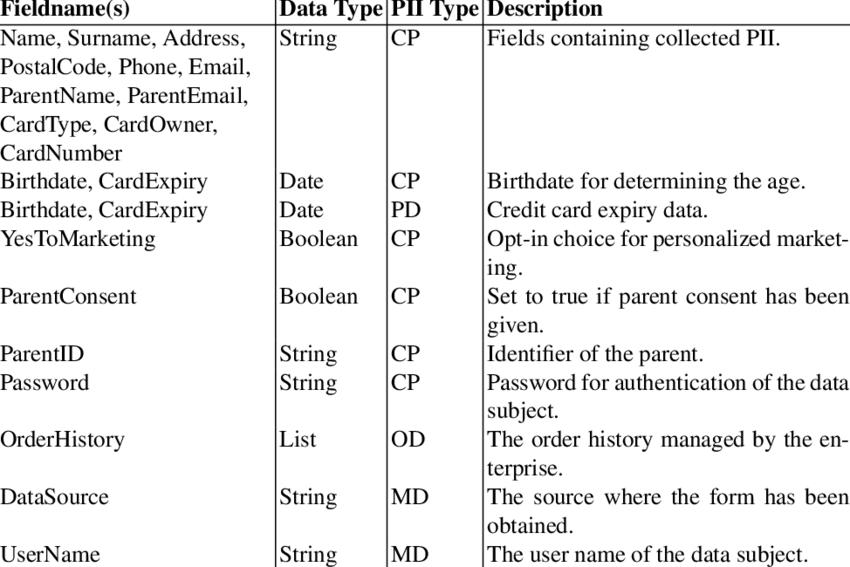 Fieldname(s) Data Type PII Type Description
Name, Surname, Address, String CP Fields containing collected PII.
PostalCode, Phone, Email,
ParentName, ParentEmail,
CardType, CardOwner,
CardNumber
Birthdate, CardExpiry Date CP Birthdate for determining the age.
Birthdate, CardExpiry Date PD Credit card expiry data.
YesToMarketing Boolean CP Opt-in choice for personalized market-
ing.
ParentConsent Boolean CP Set to true if parent consent has been
given.
ParentID String CP Identifier of the parent.
Password String CP Password for authentication of the data
subject.
OrderHistory List OD The order history managed by the en-
terprise.
DataSource String MD The source where the form has been
obtained.
UserName String MD The user name of the data subject.